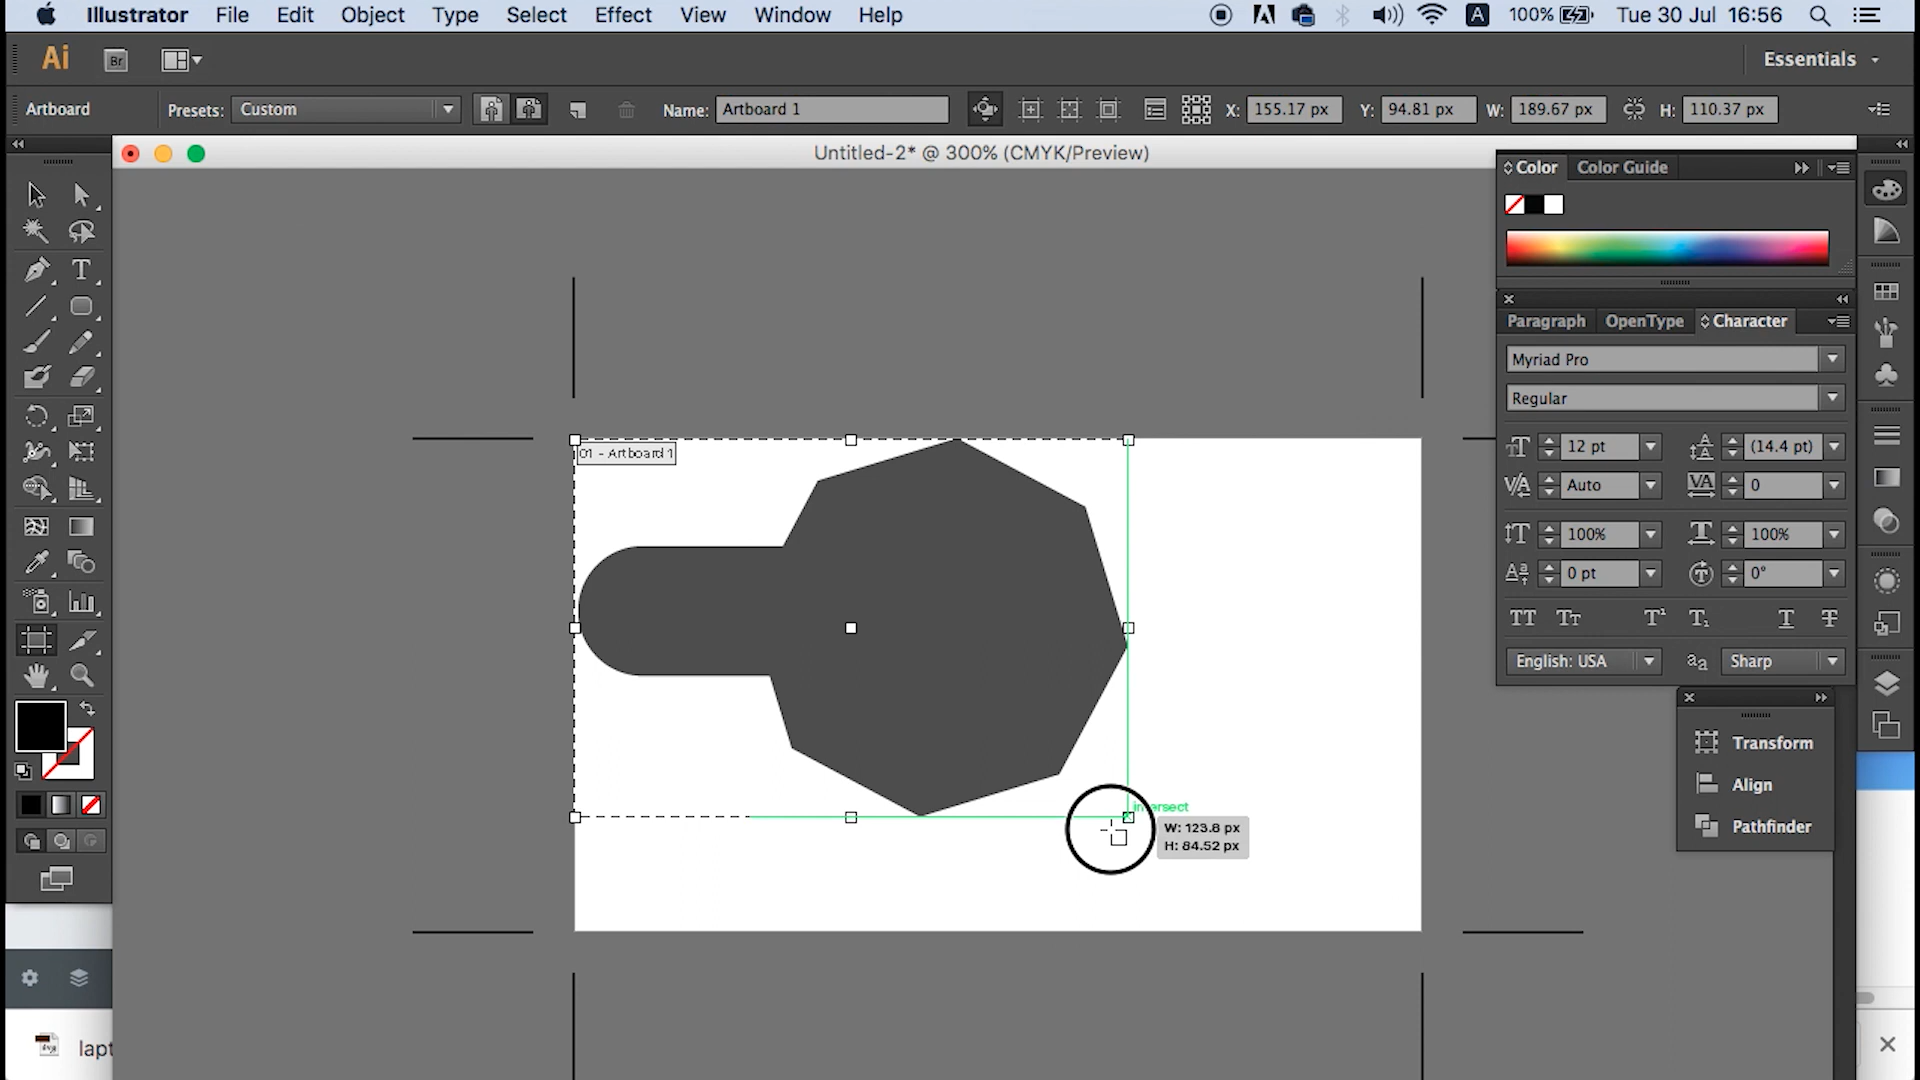 Illustrator File Edit Object Type Select Effect View Window Help A 100% Tue 30 Jul 16:56
Ai Br Essentials
Artboard Presets: Custom Name: Artboard 1 X: 155.17 px Y: 94.81 px W: 189.67 px H: 110.37 px
Untitled-2* @ 300% (CMYK/Preview)
Color Color Guide
Paragraph OpenType Character
Myriad Pro
Regular
12 pt (14.4 pt)
Auto 0
100% 100%
0 pt 0°
English: USA Sharp
01 - Artboard 1
intersect
W: 123.8 px
H: 84.52 px
Transform
Align
Pathfinder
lapt